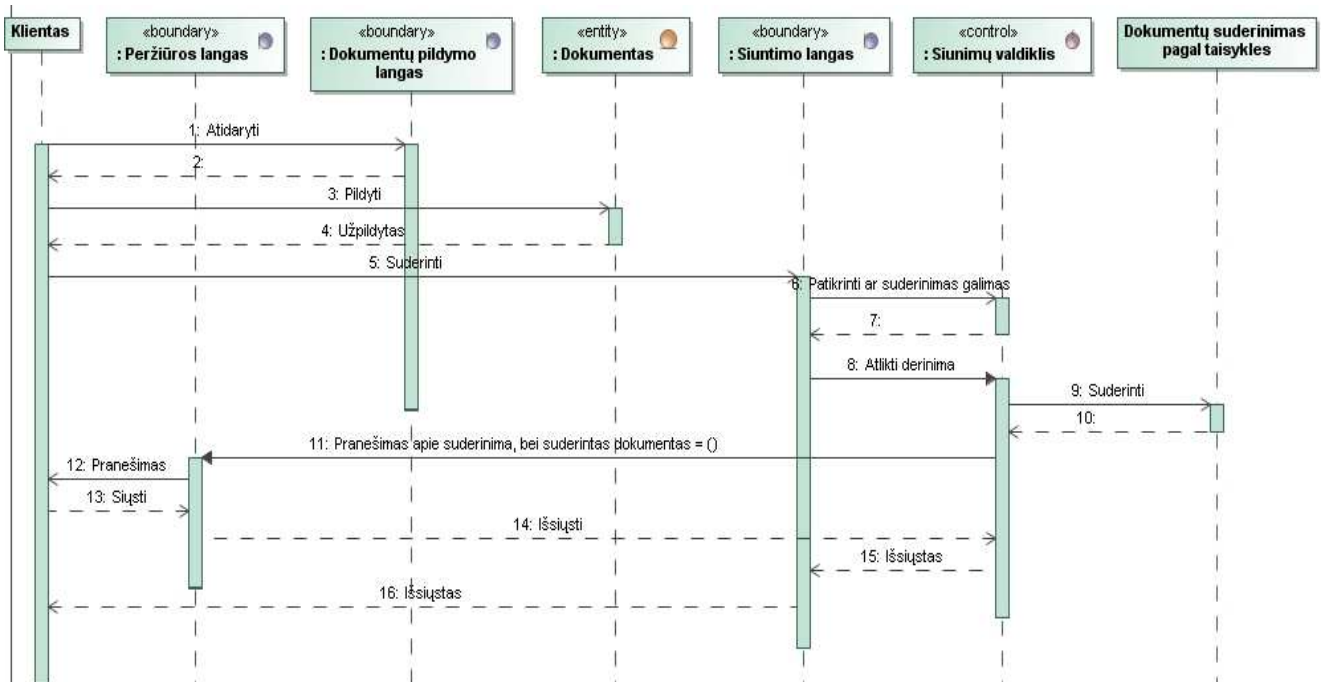 Klientas
«boundary»
: Peržiūros langas
«boundary»
: Dokumentų pildymo
langas
«entity»
: Dokumentas
«boundary»
: Siuntimo langas
«control»
: Siunimų valdiklis
Dokumentų suderinimas
pagal taisykles
1: Atidaryti
2:
3: Pildyti
4: Užpildytas
5: Suderinti
6: Patikrinti ar suderinimas galimas
7:
8: Atlikti derinima
9: Suderinti
10:
11: Pranešimas apie suderinima, bei suderintas dokumentas = ()
12: Pranešimas
13: Siųsti
14: Išsiųsti
15: Išsiųstas
16: Išsiųstas